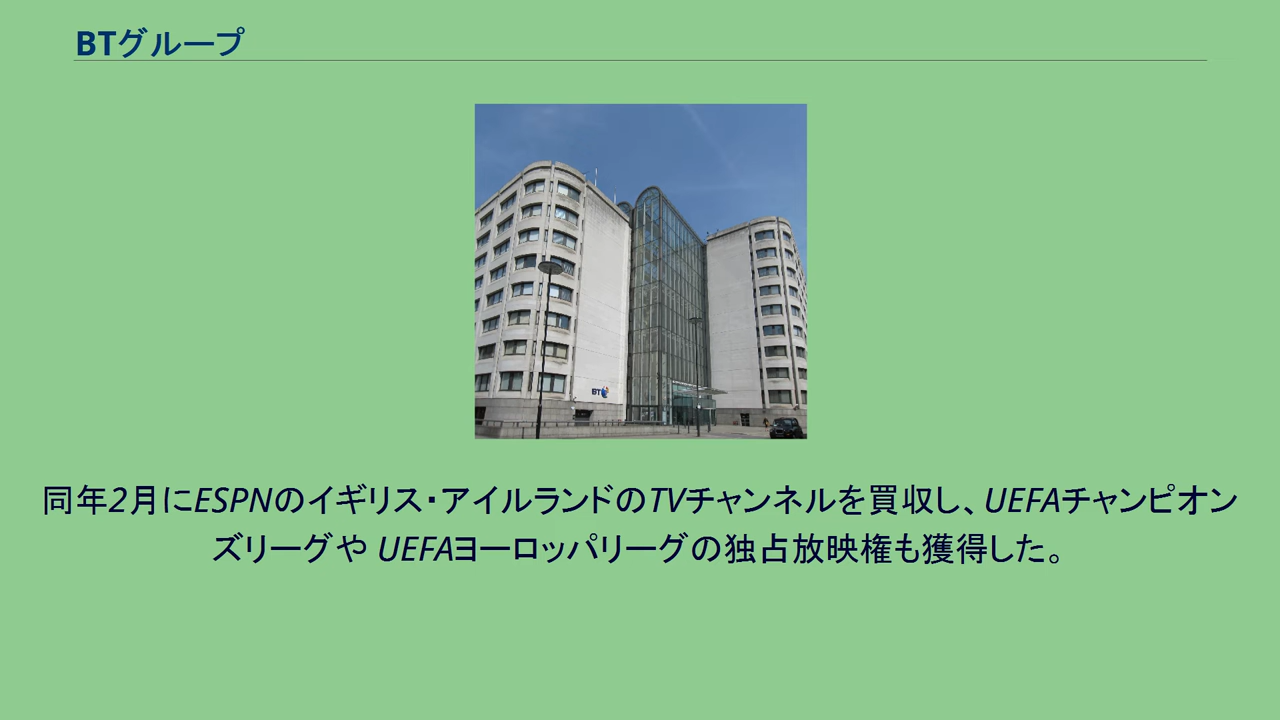 BTグループ
BT
同年2月にESPNのイギリス・アイルランドのTVチャンネルを買収し、UEFAチャンピオン
ズリーグや UEFAヨーロッパリーグの独占放映権も獲得した。